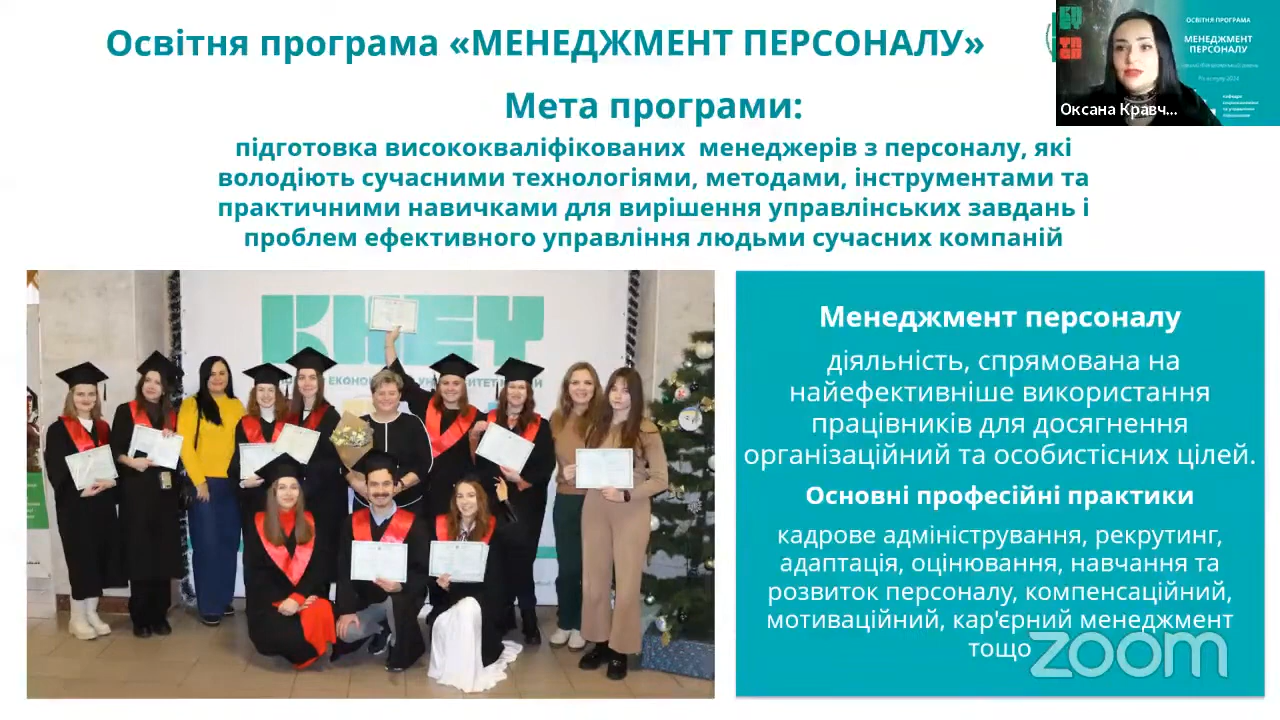 Освітня програма «МЕНЕДЖМЕНТ ПЕРСОНАЛУ»
ОСВІТНЯ ПРОГРАМА
МЕНЕДЖМЕНТ
ПЕРСОНАЛУ
Оксана Кравч...
Мета програми:
підготовка висококваліфікованих  менеджерів з персоналу, які
володіють сучасними технологіями, методами, інструментами та
практичними навичками для вирішення управлінських завдань і
проблем ефективного управління людьми сучасних компаній
КНЕУ
Менеджмент персоналу
діяльність, спрямована на
найефективніше використання
працівників для досягнення
організаційний та особистісних цілей.
Основні професійні практики
кадрове адміністрування, рекрутинг,
адаптація, оцінювання, навчання та
розвиток персоналу, компенсаційний,
мотиваційний, кар'єрний менеджмент
тощо
zoom